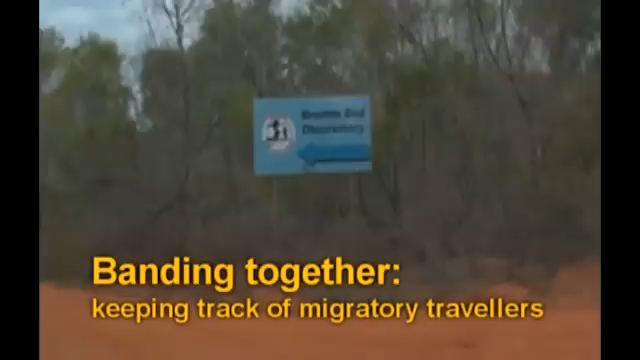 Broome Bird
Observatory
Banding together:
keeping track of migratory travellers